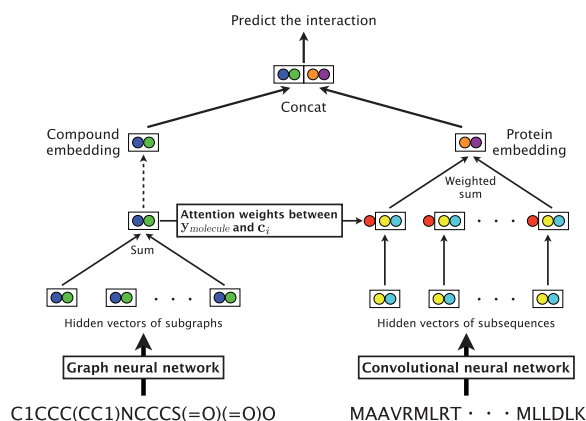 Predict the interaction
Concat
Compound
embedding
Protein
embedding
Weighted
sum
Attention weights between
y_molecule and c_i
Sum
· · ·
· · ·
· · ·
Hidden vectors of subgraphs
Hidden vectors of subsequences
Graph neural network
Convolutional neural network
C1CCC(CC1)NCCCS(=O)(=O)O
MAAVRMLRT · · · MLLDLK